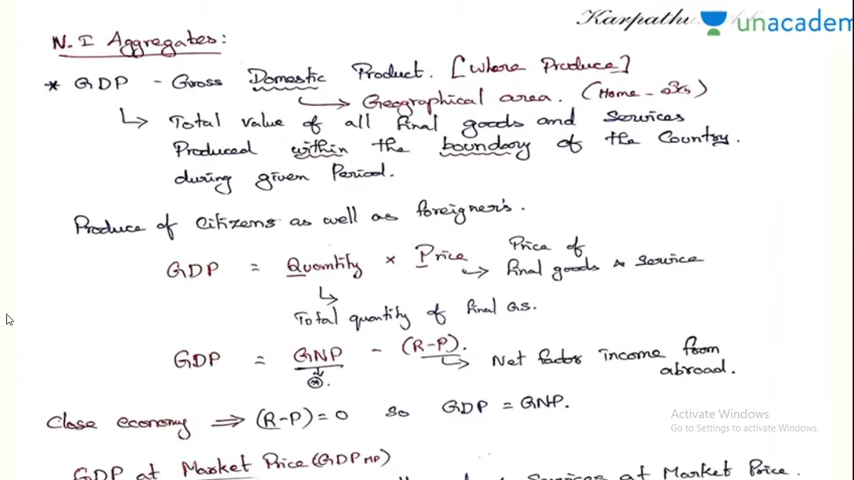 Karpathu
unacadem
N.I Aggregates:
* GDP - Gross Domestic Product. [Where Produce]
Geographical area. (Home - )
Total value of all final goods and Services
Produced within the boundary of the Country.
during given Period.
Produce of Citizens as well as foreigner's.
GDP = Quantity × Price
Price of
final goods & Service
Total quantity of final GS.
GDP = GNP - (R-P).
Net factor income from
abroad.
Close economy ⟹ (R-P)=0 so GDP = GNP.
Activate Windows
Go to Settings to activate Windows.
GDP at Market Price (GDP MP)
Services at Market Price.